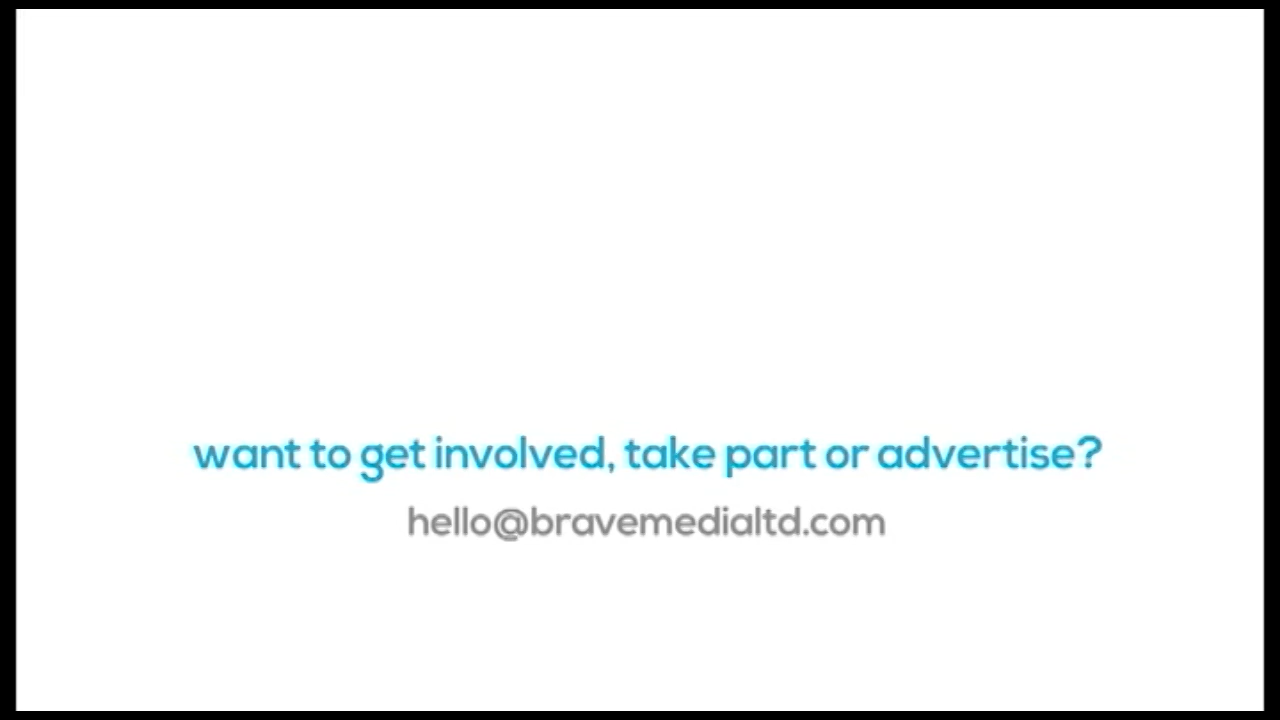 want to get involved, take part or advertise?
hello@bravemedialtd.com